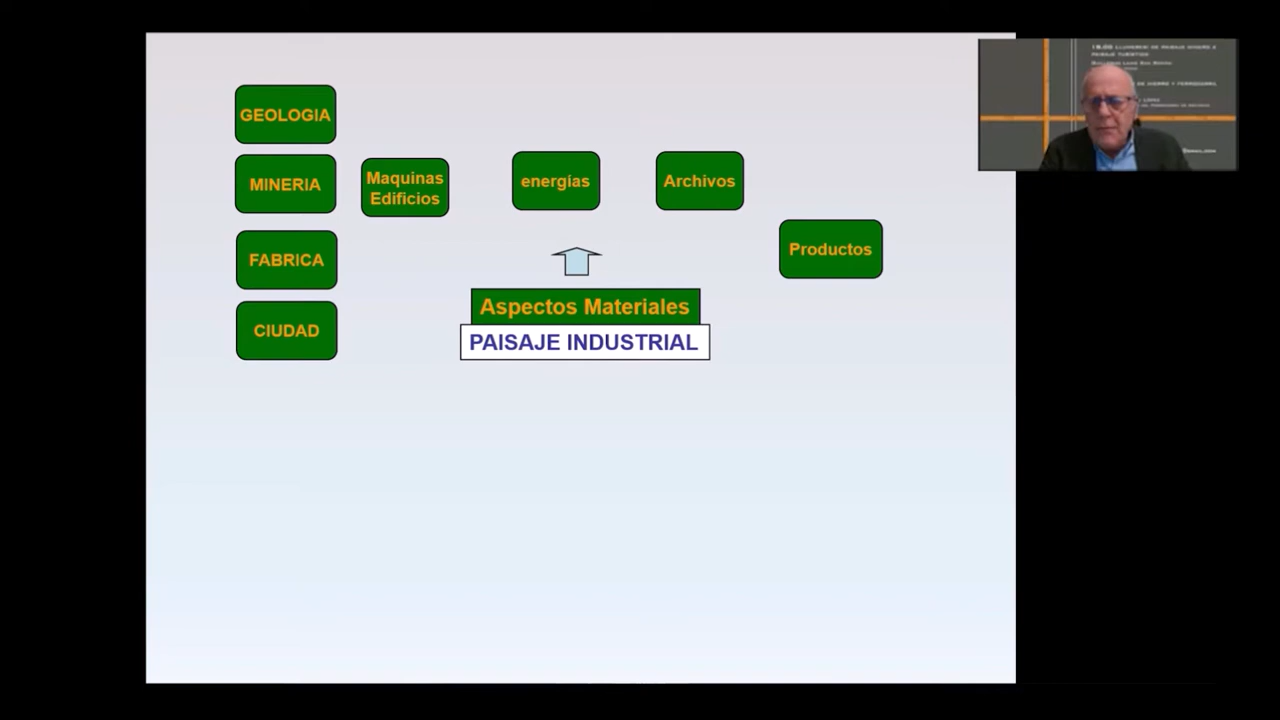 GEOLOGIA
MINERIA
Maquinas
Edificios
energías
Archivos
FABRICA
Productos
Aspectos Materiales
CIUDAD
PAISAJE INDUSTRIAL